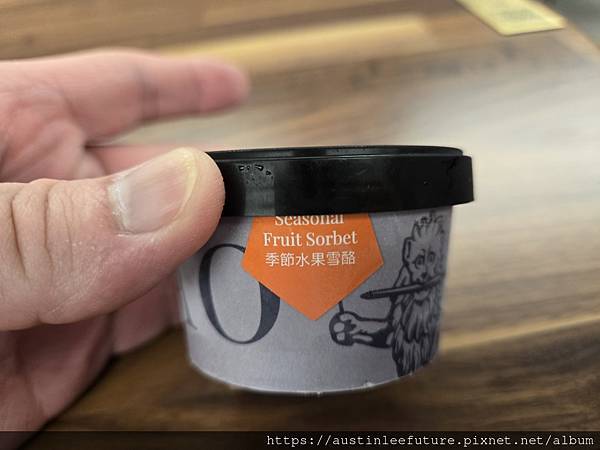 Seasonal
Fruit Sorbet
季節水果雪酪
O
https://austinleefuture.pixnet.net/album